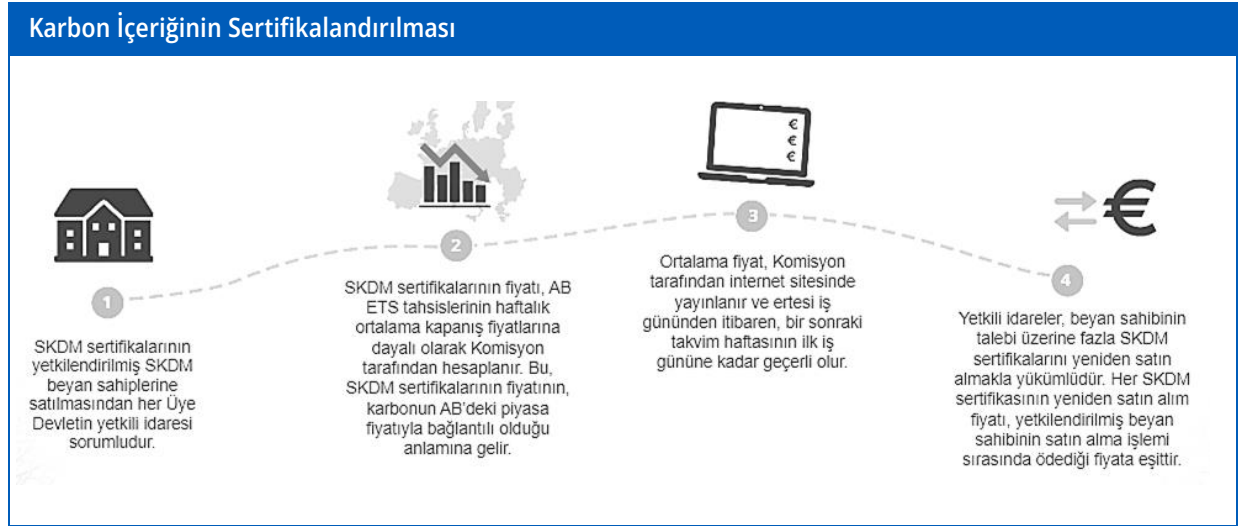 Karbon İçeriğinin Sertifikalandırılması
1
SKDM sertifikalarının
yetkilendirilmiş SKDM
beyan sahiplerine
satılmasından her Üye
Devletin yetkili idaresi
sorumludur.
2
SKDM sertifikalarının fiyatı, AB
ETS tahsislerinin haftalık
ortalama kapanış fiyatlarına
dayalı olarak Komisyon
tarafından hesaplanır. Bu,
SKDM sertifikalarının fiyatının,
karbonun AB'deki piyasa
fiyatıyla bağlantılı olduğu
anlamına gelir.
€
€
€
3
Ortalama fiyat, Komisyon
tarafından internet sitesinde
yayınlanır ve ertesi iş
gününden itibaren, bir sonraki
takvim haftasının ilk iş
gününe kadar geçerli olur.
€
4
Yetkili idareler, beyan sahibinin
talebi üzerine fazla SKDM
sertifikalarını yeniden satın
almakla yükümlüdür. Her SKDM
sertifikasının yeniden satın alım
fiyatı, yetkilendirilmiş beyan
sahibinin satın alma işlemi
sırasında ödediği fiyata eşittir.